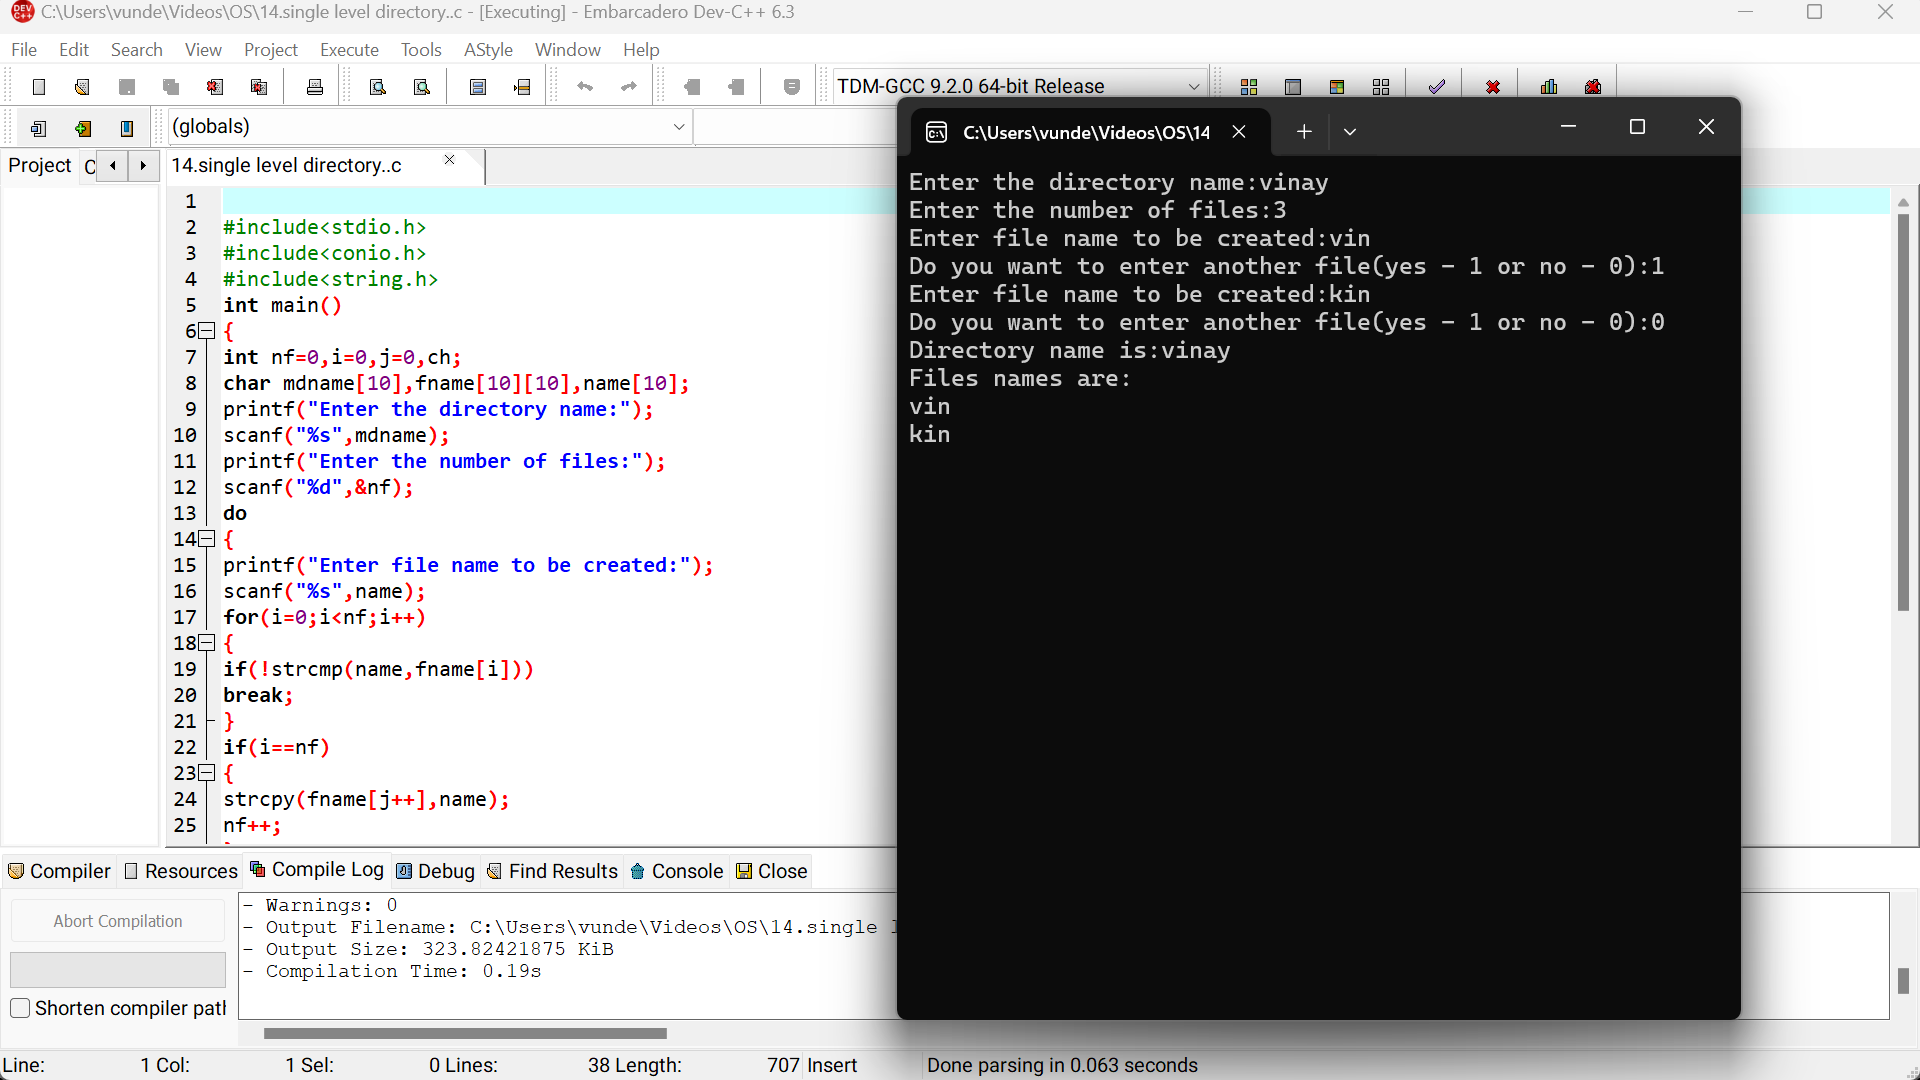 C:\Users\vunde\Videos\OS\14.single level directory..c - [Executing] - Embarcadero Dev-C++ 6.3
File Edit Search View Project Execute Tools AStyle Window Help
TDM-GCC 9.2.0 64-bit Release
(globals)
Project C
14.single level directory..c
1
2 #include<stdio.h>
3 #include<conio.h>
4 #include<string.h>
5 int main()
6 {
7 int nf=0,i=0,j=0,ch;
8 char mdname[10],fname[10][10],name[10];
9 printf("Enter the directory name:");
10 scanf("%s",mdname);
11 printf("Enter the number of files:");
12 scanf("%d",&nf);
13 do
14 {
15 printf("Enter file name to be created:");
16 scanf("%s",name);
17 for(i=0;i<nf;i++)
18 {
19 if(!strcmp(name,fname[i]))
20 break;
21 }
22 if(i==nf)
23 {
24 strcpy(fname[j++],name);
25 nf++;
C:\Users\vunde\Videos\OS\14
Enter the directory name:vinay
Enter the number of files:3
Enter file name to be created:vin
Do you want to enter another file(yes - 1 or no - 0):1
Enter file name to be created:kin
Do you want to enter another file(yes - 1 or no - 0):0
Directory name is:vinay
Files names are:
vin
kin
Compiler Resources Compile Log Debug Find Results Console Close
Abort Compilation
Shorten compiler path
- Warnings: 0
- Output Filename: C:\Users\vunde\Videos\OS\14.single
- Output Size: 323.82421875 KiB
- Compilation Time: 0.19s
Line: 1 Col: 1 Sel: 0 Lines: 38 Length: 707 Insert Done parsing in 0.063 seconds